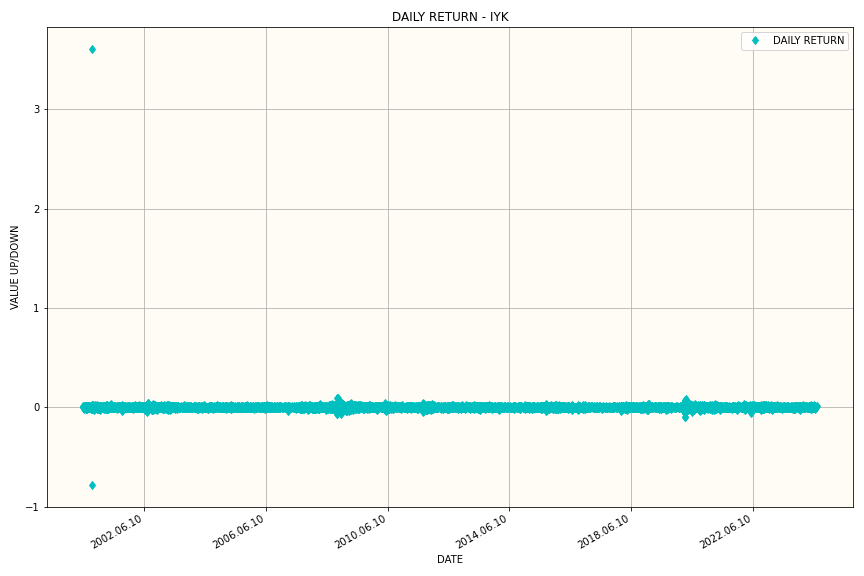 DAILY RETURN - IYK
DAILY RETURN
VALUE UP/DOWN
3
2
1
0
−1
2002.06.10
2006.06.10
2010.06.10
2014.06.10
2018.06.10
2022.06.10
DATE